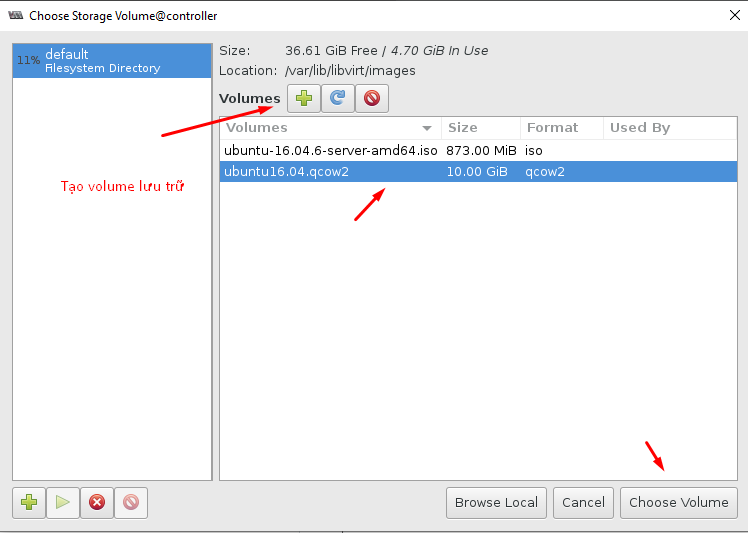 Choose Storage Volume@controller
11% default
Filesystem Directory
Size: 36.61 GiB Free / 4.70 GiB In Use
Location: /var/lib/libvirt/images
Volumes
Volumes Size Format Used By
ubuntu-16.04.6-server-amd64.iso 873.00 MiB iso
ubuntu16.04.qcow2 10.00 GiB qcow2
Tạo volume lưu trữ
Browse Local Cancel Choose Volume